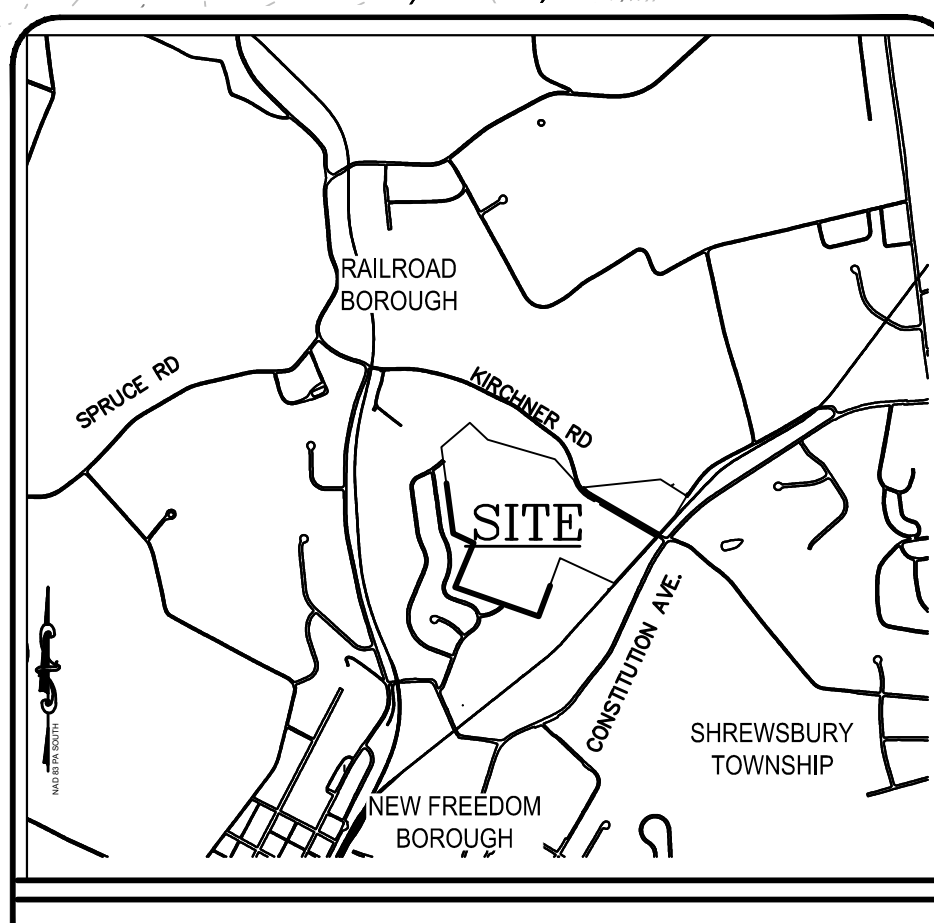 RAILROAD
BOROUGH
SPRUCE RD
KIRCHNER RD
SITE
CONSTITUTION AVE.
SHREWSBURY
TOWNSHIP
NAD 83 PA SOUTH
NEW FREEDOM
BOROUGH